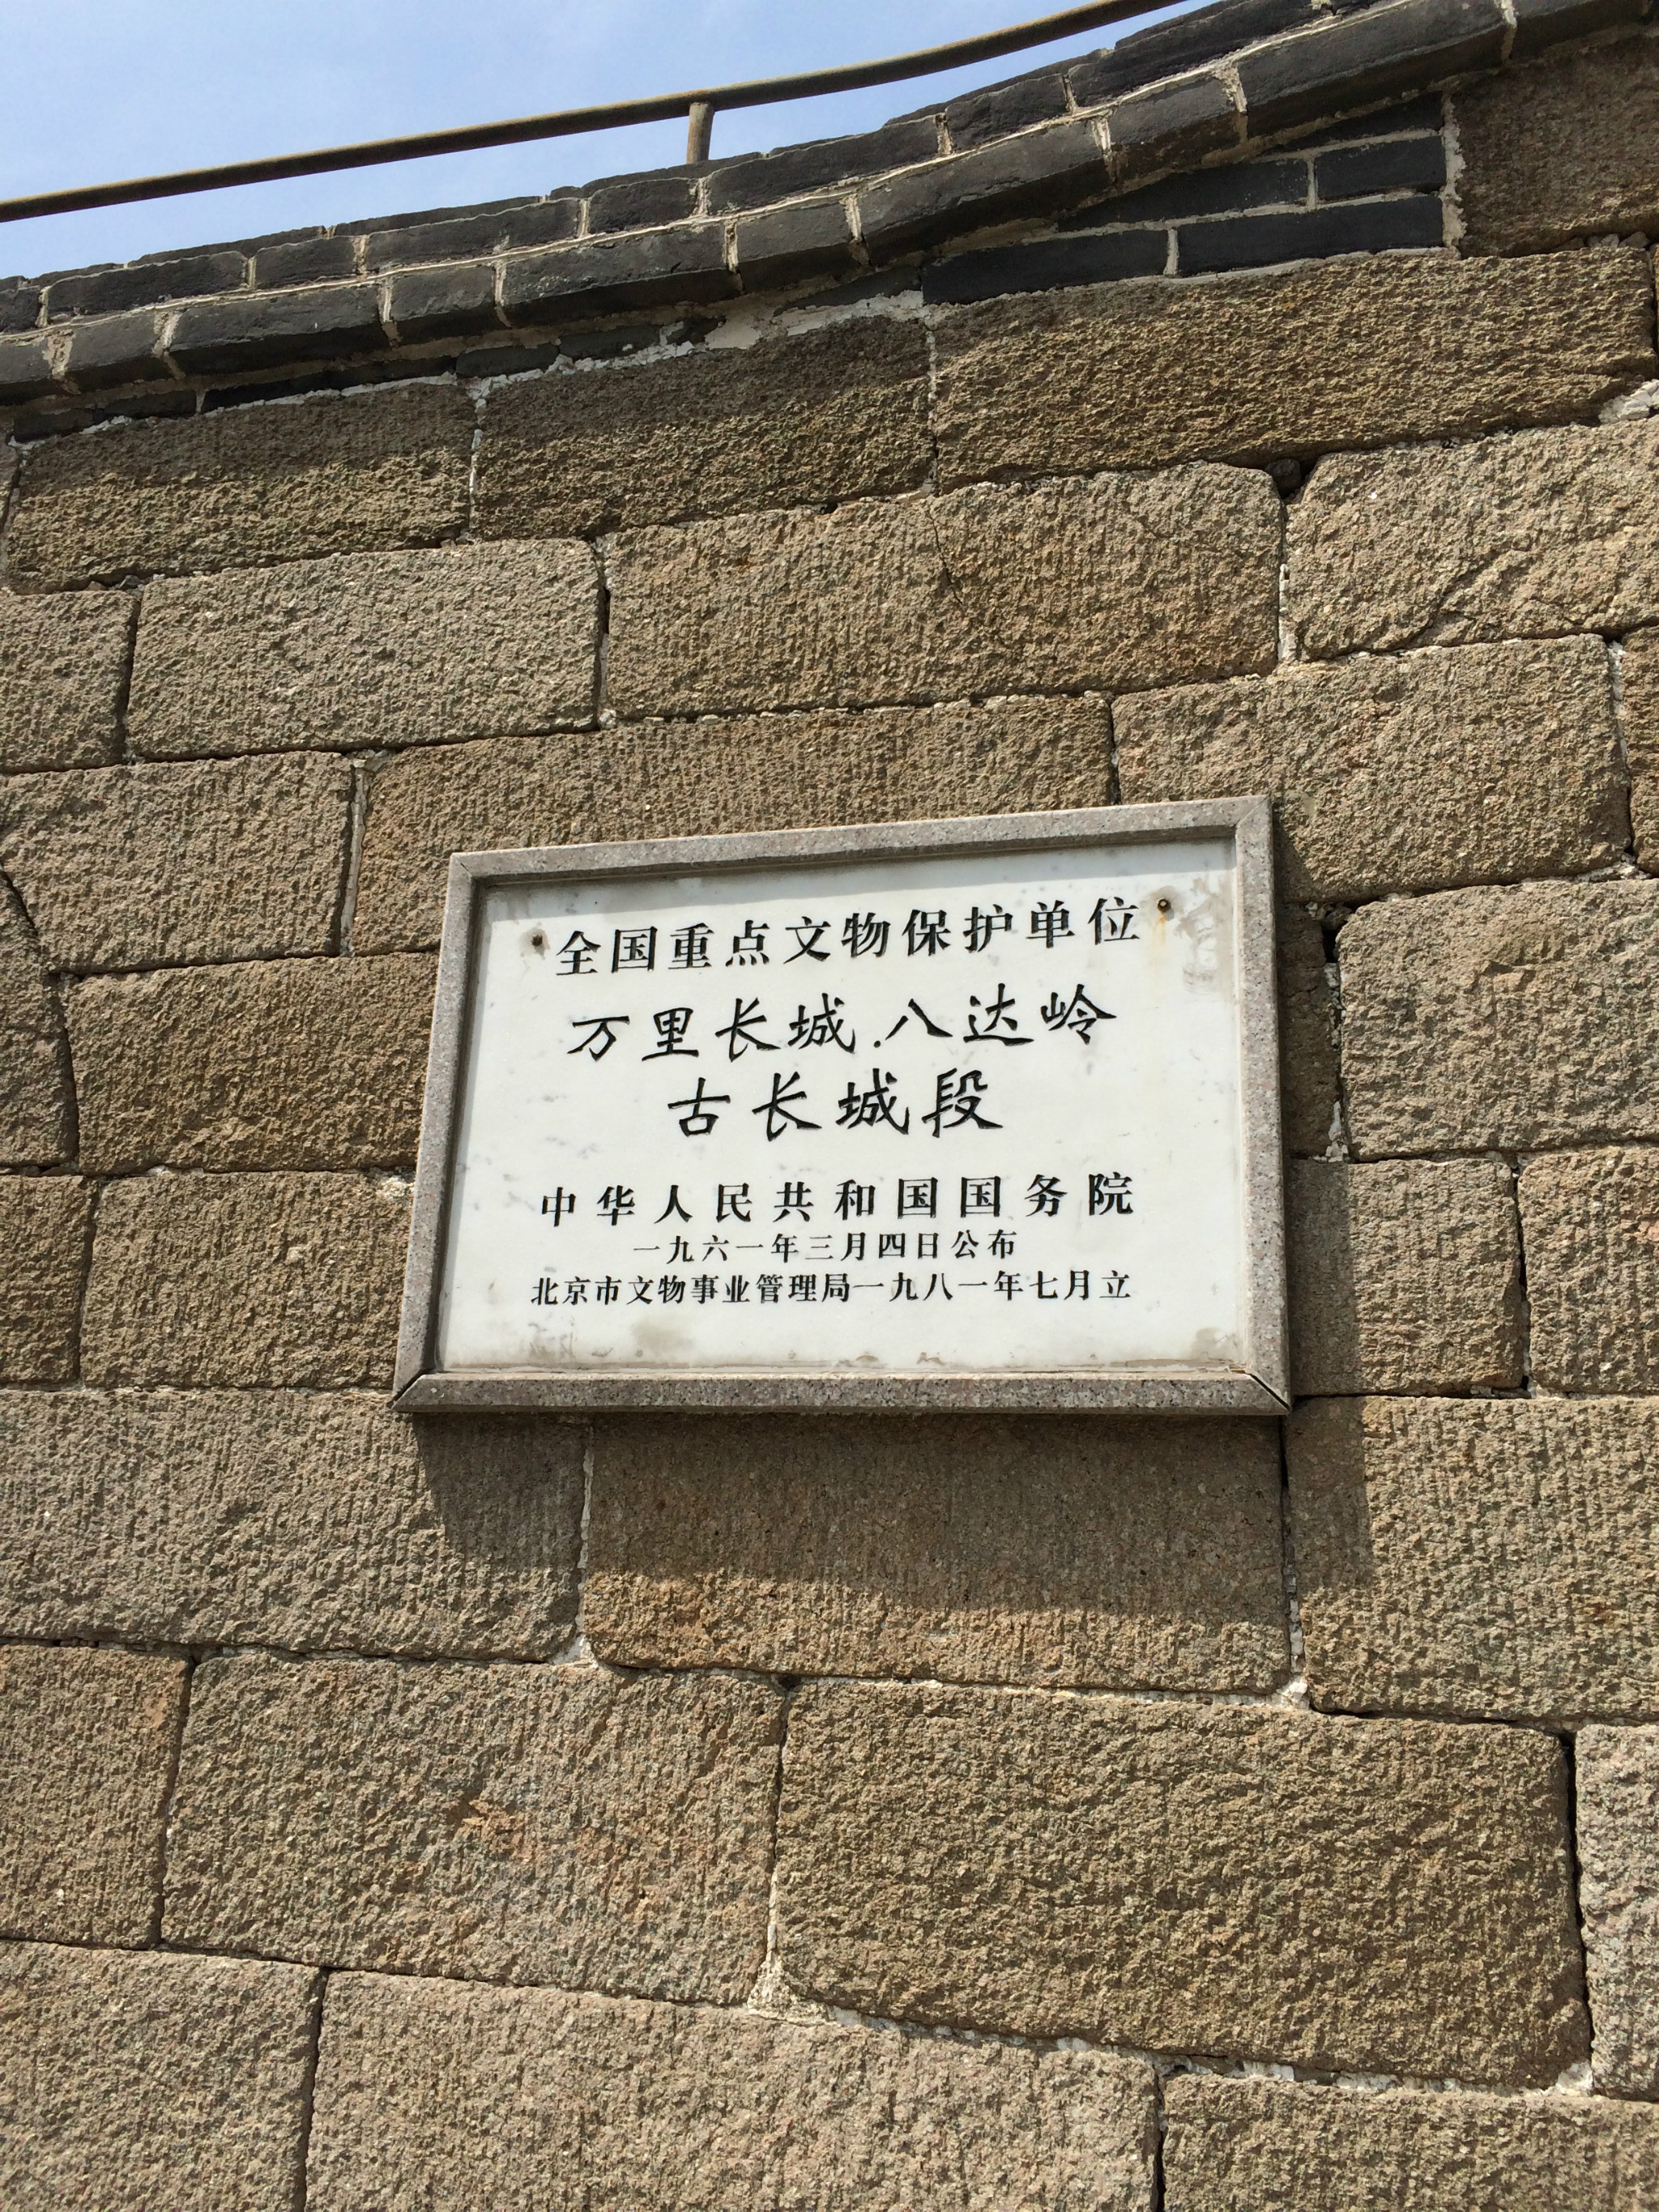 全国重点文物保护单位
万里长城.八达岭
古长城段
中华人民共和国国务院
一九六一年三月四日公布
北京市文物事业管理局一九八一年七月立